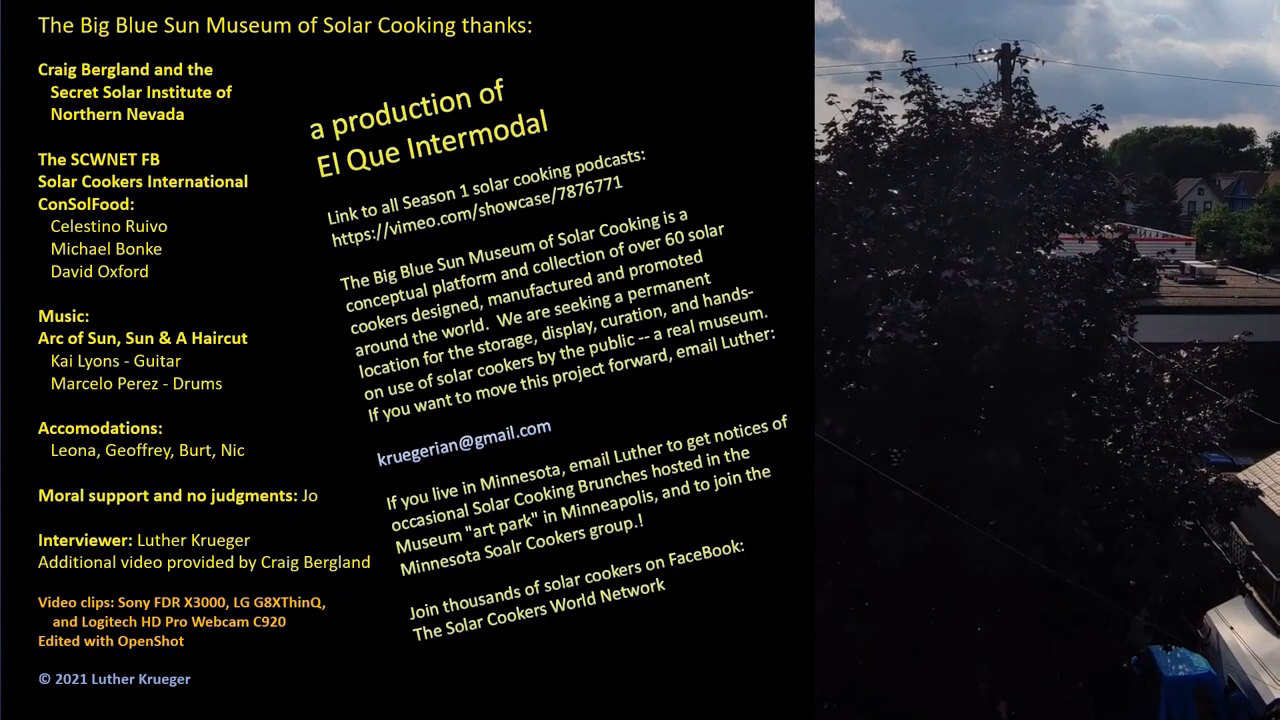 The Big Blue Sun Museum of Solar Cooking thanks:
Craig Bergland and the
Secret Solar Institute of
Northern Nevada
The SCWNET FB
Solar Cookers International
ConSolFood:
Celestino Ruivo
Michael Bonke
David Oxford
Music:
Arc of Sun, Sun & A Haircut
Kai Lyons - Guitar
Marcelo Perez - Drums
Accomodations:
Leona, Geoffrey, Burt, Nic
Moral support and no judgments: Jo
Interviewer: Luther Krueger
Additional video provided by Craig Bergland
Video clips: Sony FDR X3000, LG G8XThinQ,
and Logitech HD Pro Webcam C920
Edited with OpenShot
© 2021 Luther Krueger
a production of
El Que Intermodal
Link to all Season 1 solar cooking podcasts:
https://vimeo.com/showcase/7876771
The Big Blue Sun Museum of Solar Cooking is a
conceptual platform and collection of over 60 solar
cookers designed, manufactured and promoted
around the world. We are seeking a permanent
location for the storage, display, curation, and hands-
on use of solar cookers by the public -- a real museum.
If you want to move this project forward, email Luther:
kruegerian@gmail.com
If you live in Minnesota, email Luther to get notices of
occasional Solar Cooking Brunches hosted in the
Museum "art park" in Minneapolis, and to join the
Minnesota Soalr Cookers group.!
Join thousands of solar cookers on FaceBook:
The Solar Cookers World Network